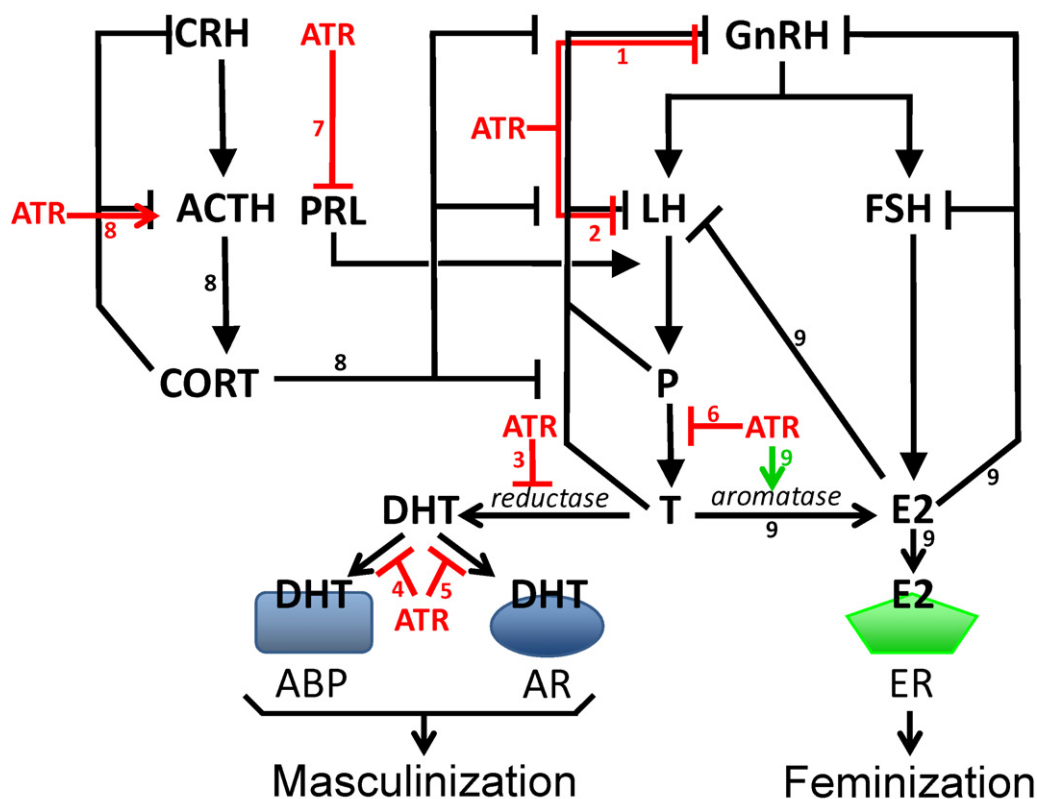 CRH
ATR
GnRH
1
ATR
7
ATR
8
ACTH
PRL
2
LH
FSH
8
9
CORT
8
P
ATR
3
6
ATR
9
9
DHT
reductase
T
aromatase
9
E2
9
DHT
4
5
ATR
DHT
E2
ABP
AR
ER
Masculinization
Feminization